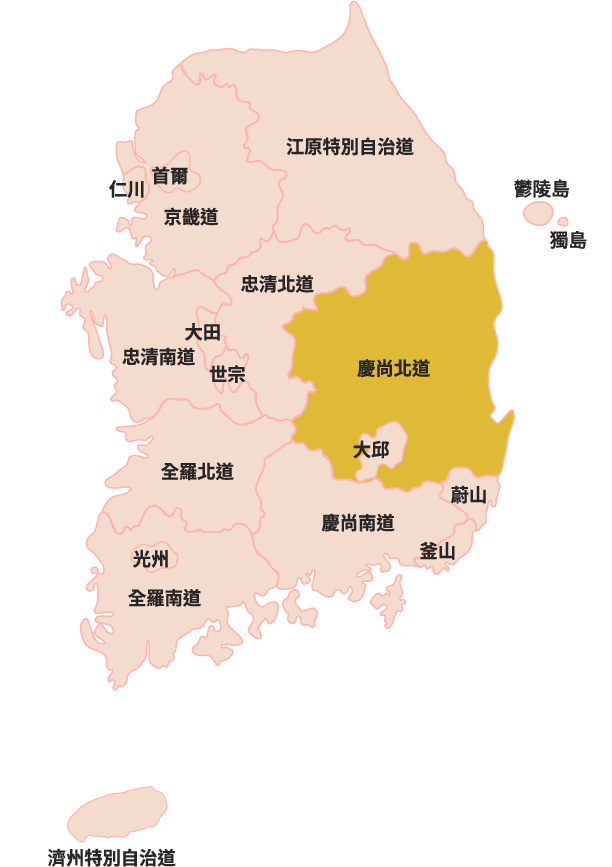 江原特別自治道
首爾
仁川
鬱陵島
京畿道
獨島
忠清北道
大田
忠清南道
世宗
慶尚北道
大邱
全羅北道
蔚山
慶尚南道
釜山
光州
全羅南道
濟州特別自治道